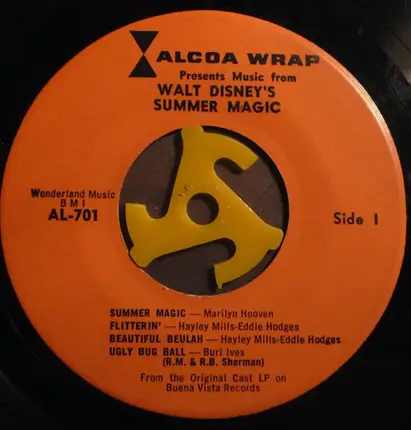 ALCOA WRAP
Presents Music from
WALT DISNEY'S
SUMMER MAGIC
Wonderland Music
BMI
AL-701
Side 1
SUMMER MAGIC — Marilyn Hooven
FLITTERIN' — Hayley Mills-Eddie Hodges
BEAUTIFUL BEULAH — Hayley Mills-Eddie Hodges
UGLY BUG BALL — Burl Ives
(R.M. & R.B. Sherman)
From the Original Cast LP on
Buena Vista Records